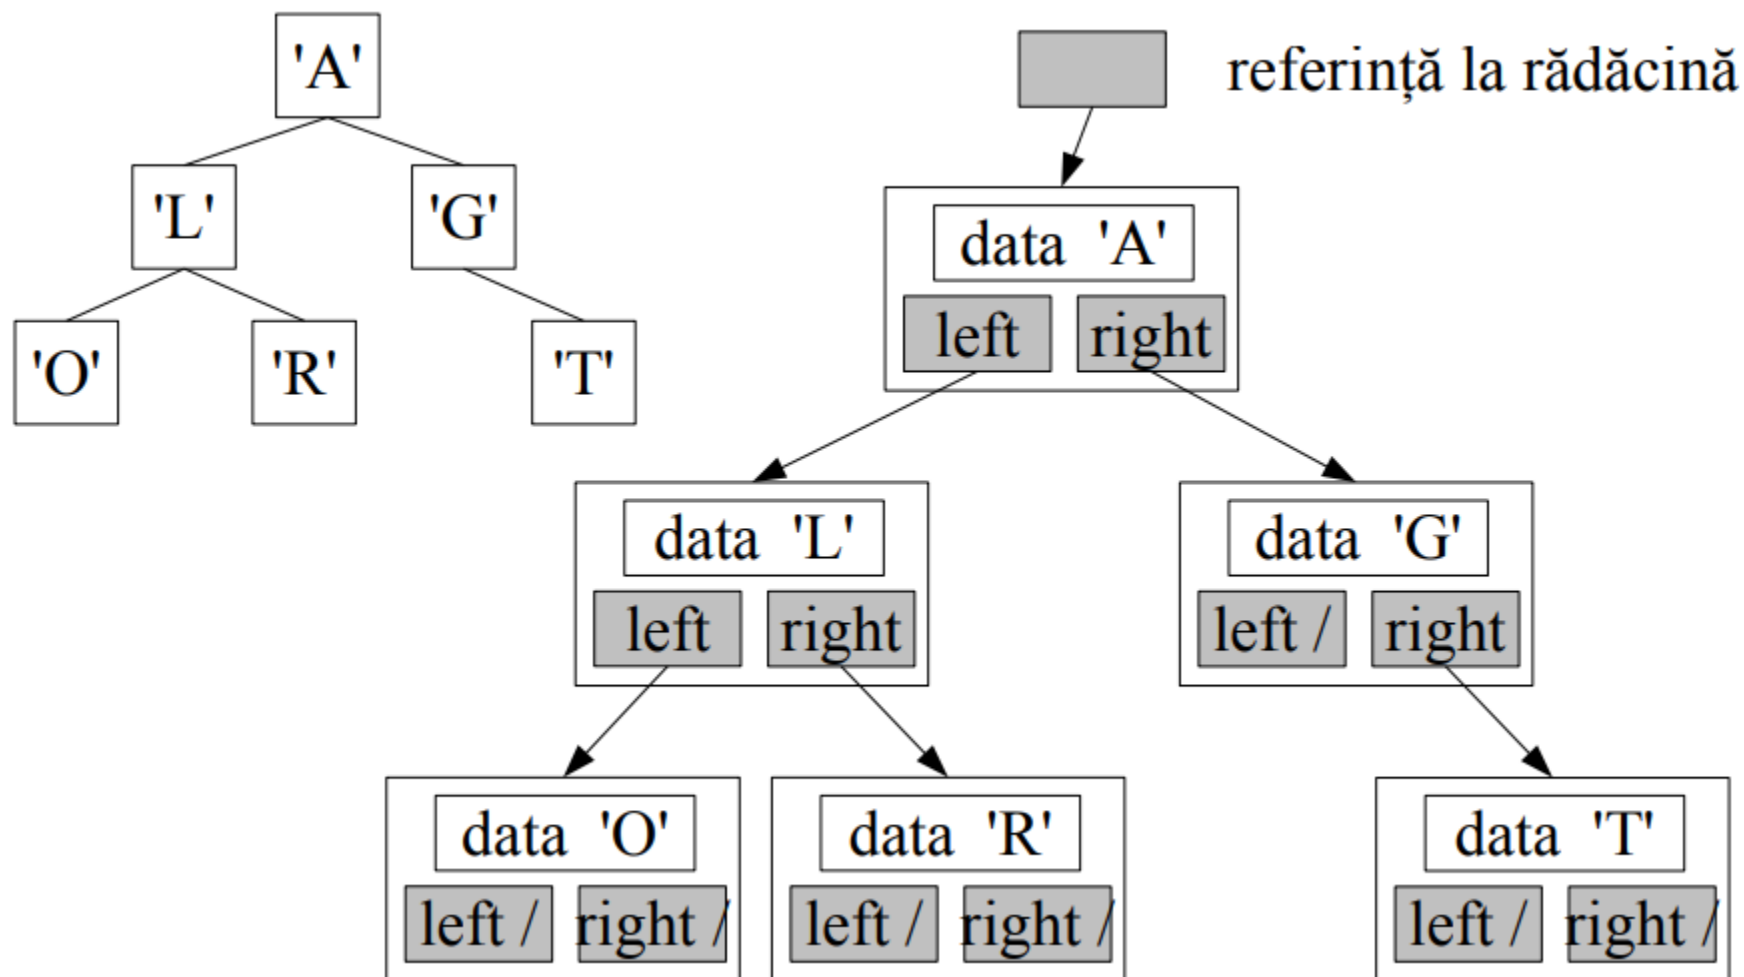 'A'
'L' 'G'
'O' 'R' 'T'
referință la rădăcină
data 'A'
left right
data 'L'
left right
data 'G'
left / right
data 'O'
left / right /
data 'R'
left / right /
data 'T'
left / right /